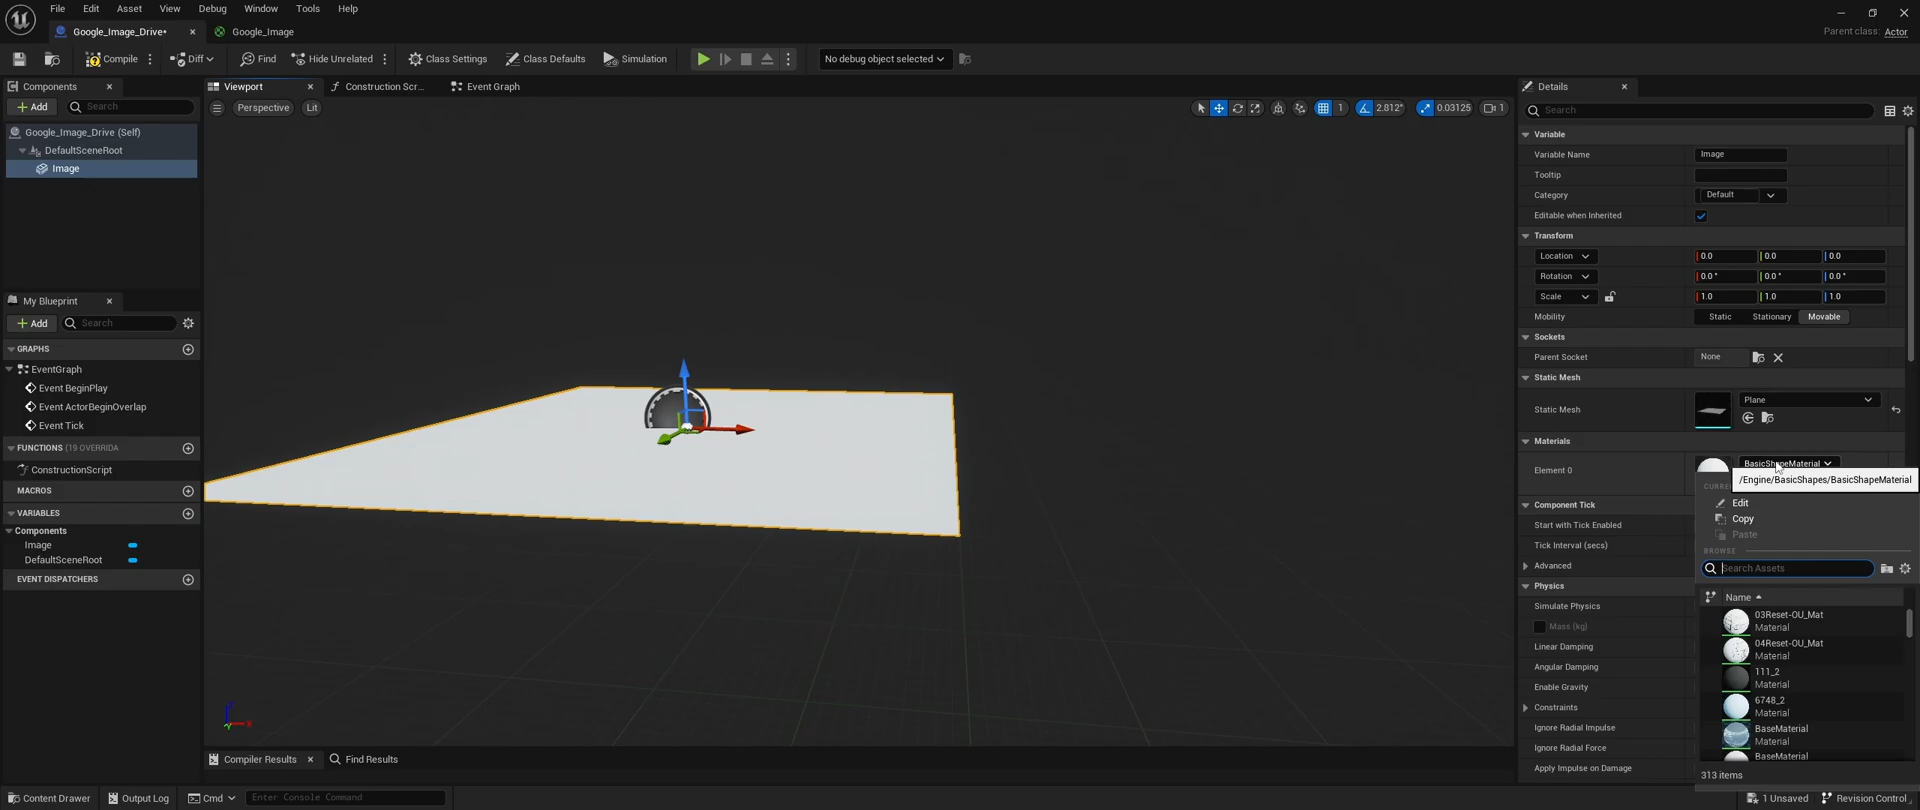 File Edit Asset View Debug Window Tools Help
Google_Image_Drive* Google_Image
Parent class: Actor
Compile Diff Find Hide Unrelated Class Settings Class Defaults Simulation No debug object selected
Components
Add Search
Google_Image_Drive (Self)
DefaultSceneRoot
Image
My Blueprint
Add Search
GRAPHS
EventGraph
Event BeginPlay
Event ActorBeginOverlap
Event Tick
FUNCTIONS (19 OVERRIDA
ConstructionScript
MACROS
VARIABLES
Components
Image
DefaultSceneRoot
EVENT DISPATCHERS
Viewport Construction Scr... Event Graph
Perspective Lit
1 2.812° 0.03125 1
Compiler Results Find Results
Details
Search
Variable
Variable Name Image
Tooltip
Category Default
Editable when Inherited
Transform
Location 0.0 0.0 0.0
Rotation 0.0 ° 0.0 ° 0.0 °
Scale 1.0 1.0 1.0
Mobility Static Stationary Movable
Sockets
Parent Socket None
Static Mesh
Static Mesh Plane
Materials
Element 0 BasicShapeMaterial
/Engine/BasicShapes/BasicShapeMaterial
Edit
Copy
Paste
BROWSE
Search Assets
Name
03Reset-OU_Mat
Material
04Reset-OU_Mat
Material
111_2
Material
6748_2
Material
BaseMaterial
Material
BaseMaterial
313 items
Component Tick
Start with Tick Enabled
Tick Interval (secs)
Advanced
Physics
Simulate Physics
Mass (kg)
Linear Damping
Angular Damping
Enable Gravity
Constraints
Ignore Radial Impulse
Ignore Radial Force
Apply Impulse on Damage
Content Drawer Output Log Cmd Enter Console Command
1 Unsaved Revision Control